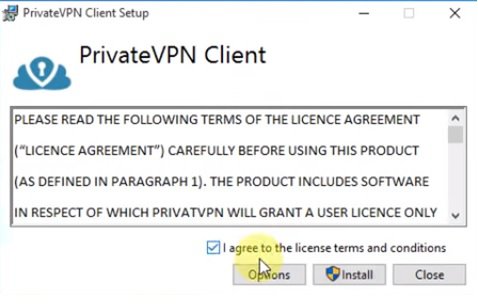 PrivateVPN Client Setup
PrivateVPN Client
PLEASE READ THE FOLLOWING TERMS OF THE LICENCE AGREEMENT
(“LICENCE AGREEMENT”) CAREFULLY BEFORE USING THIS PRODUCT
(AS DEFINED IN PARAGRAPH 1). THE PRODUCT INCLUDES SOFTWARE
IN RESPECT OF WHICH PRIVATVPN WILL GRANT A USER LICENCE ONLY
I agree to the license terms and conditions
Options Install Close